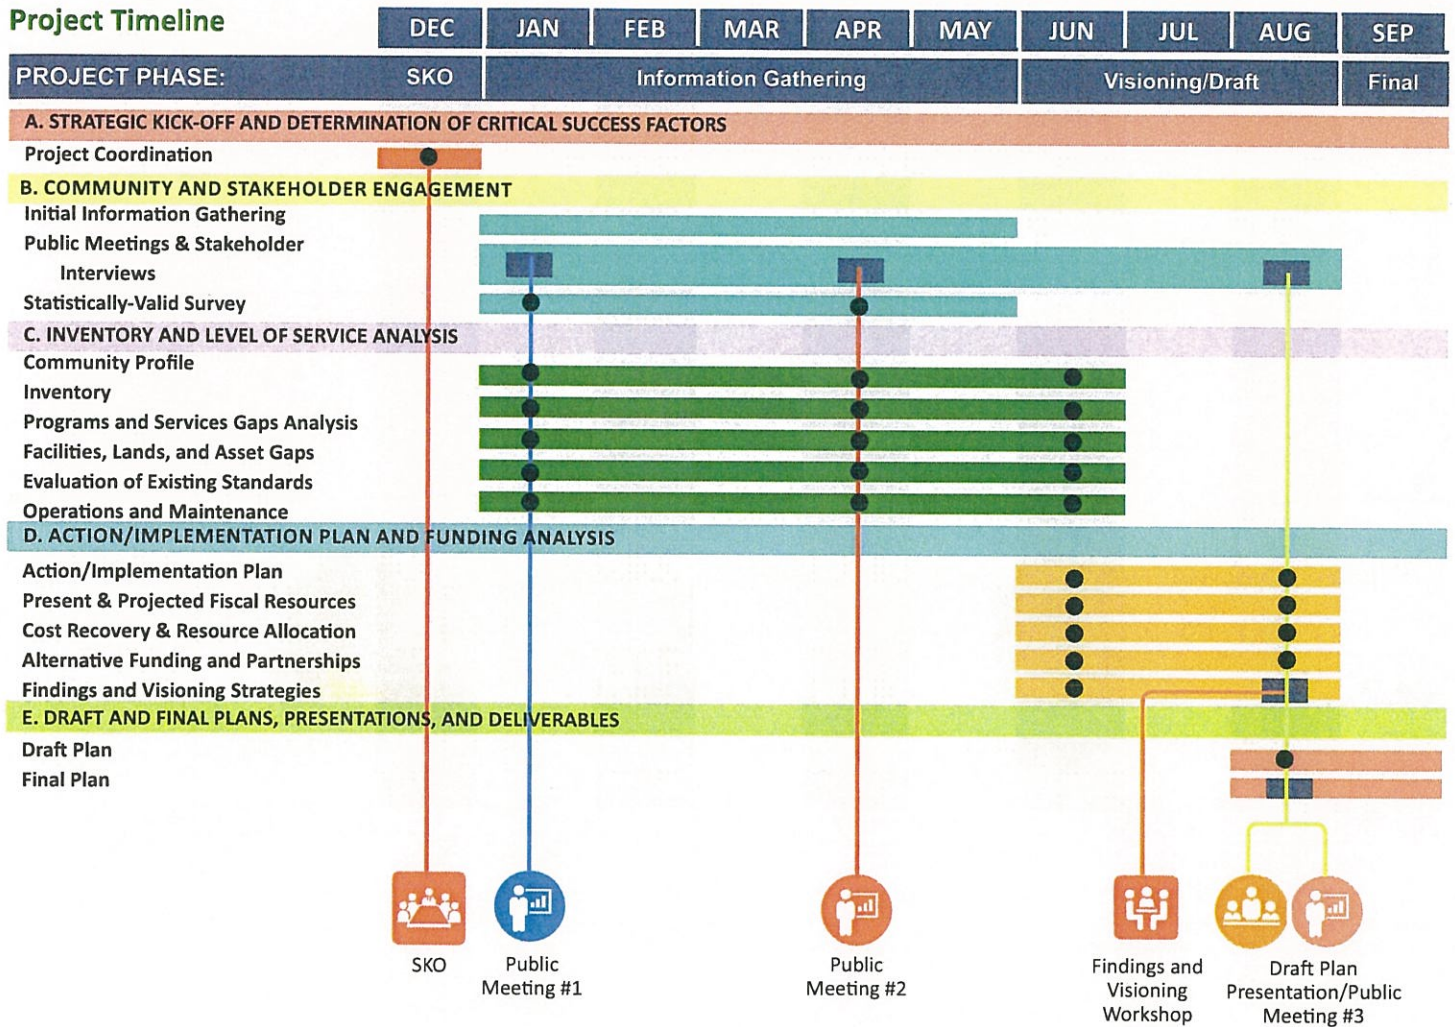 Project Timeline
DEC JAN FEB MAR APR MAY JUN JUL AUG SEP
PROJECT PHASE: SKO Information Gathering Visioning/Draft Final
A. STRATEGIC KICK-OFF AND DETERMINATION OF CRITICAL SUCCESS FACTORS
Project Coordination
B. COMMUNITY AND STAKEHOLDER ENGAGEMENT
Initial Information Gathering
Public Meetings & Stakeholder
Interviews
Statistically-Valid Survey
C. INVENTORY AND LEVEL OF SERVICE ANALYSIS
Community Profile
Inventory
Programs and Services Gaps Analysis
Facilities, Lands, and Asset Gaps
Evaluation of Existing Standards
Operations and Maintenance
D. ACTION/IMPLEMENTATION PLAN AND FUNDING ANALYSIS
Action/Implementation Plan
Present & Projected Fiscal Resources
Cost Recovery & Resource Allocation
Alternative Funding and Partnerships
Findings and Visioning Strategies
E. DRAFT AND FINAL PLANS, PRESENTATIONS, AND DELIVERABLES
Draft Plan
Final Plan
SKO
Public
Meeting #1
Public
Meeting #2
Findings and
Visioning
Workshop
Draft Plan
Presentation/Public
Meeting #3